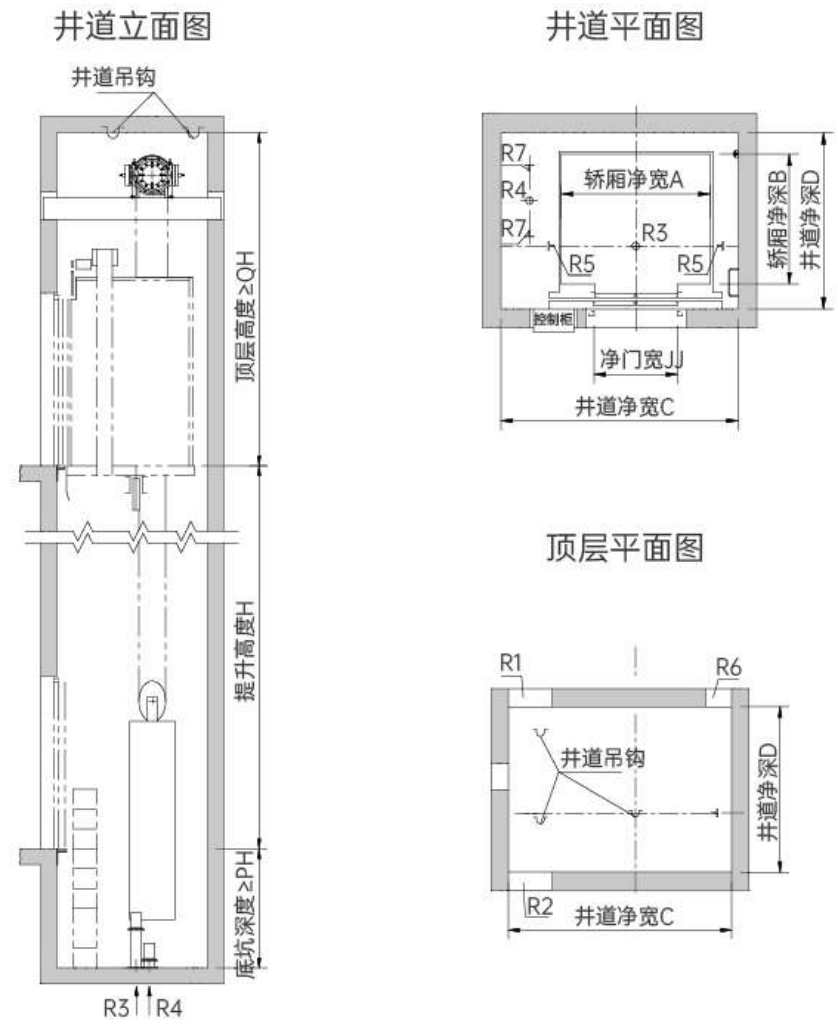 井道立面图
井道吊钩
顶层高度≥QH
提升高度H
底坑深度≥PH
R3
R4
井道平面图
R7
R4
R7
轿厢净宽A
R3
R5
R5
轿厢净深B
井道净深D
控制柜
净门宽JJ
井道净宽C
顶层平面图
R1
R6
井道吊钩
井道净深D
R2
井道净宽C